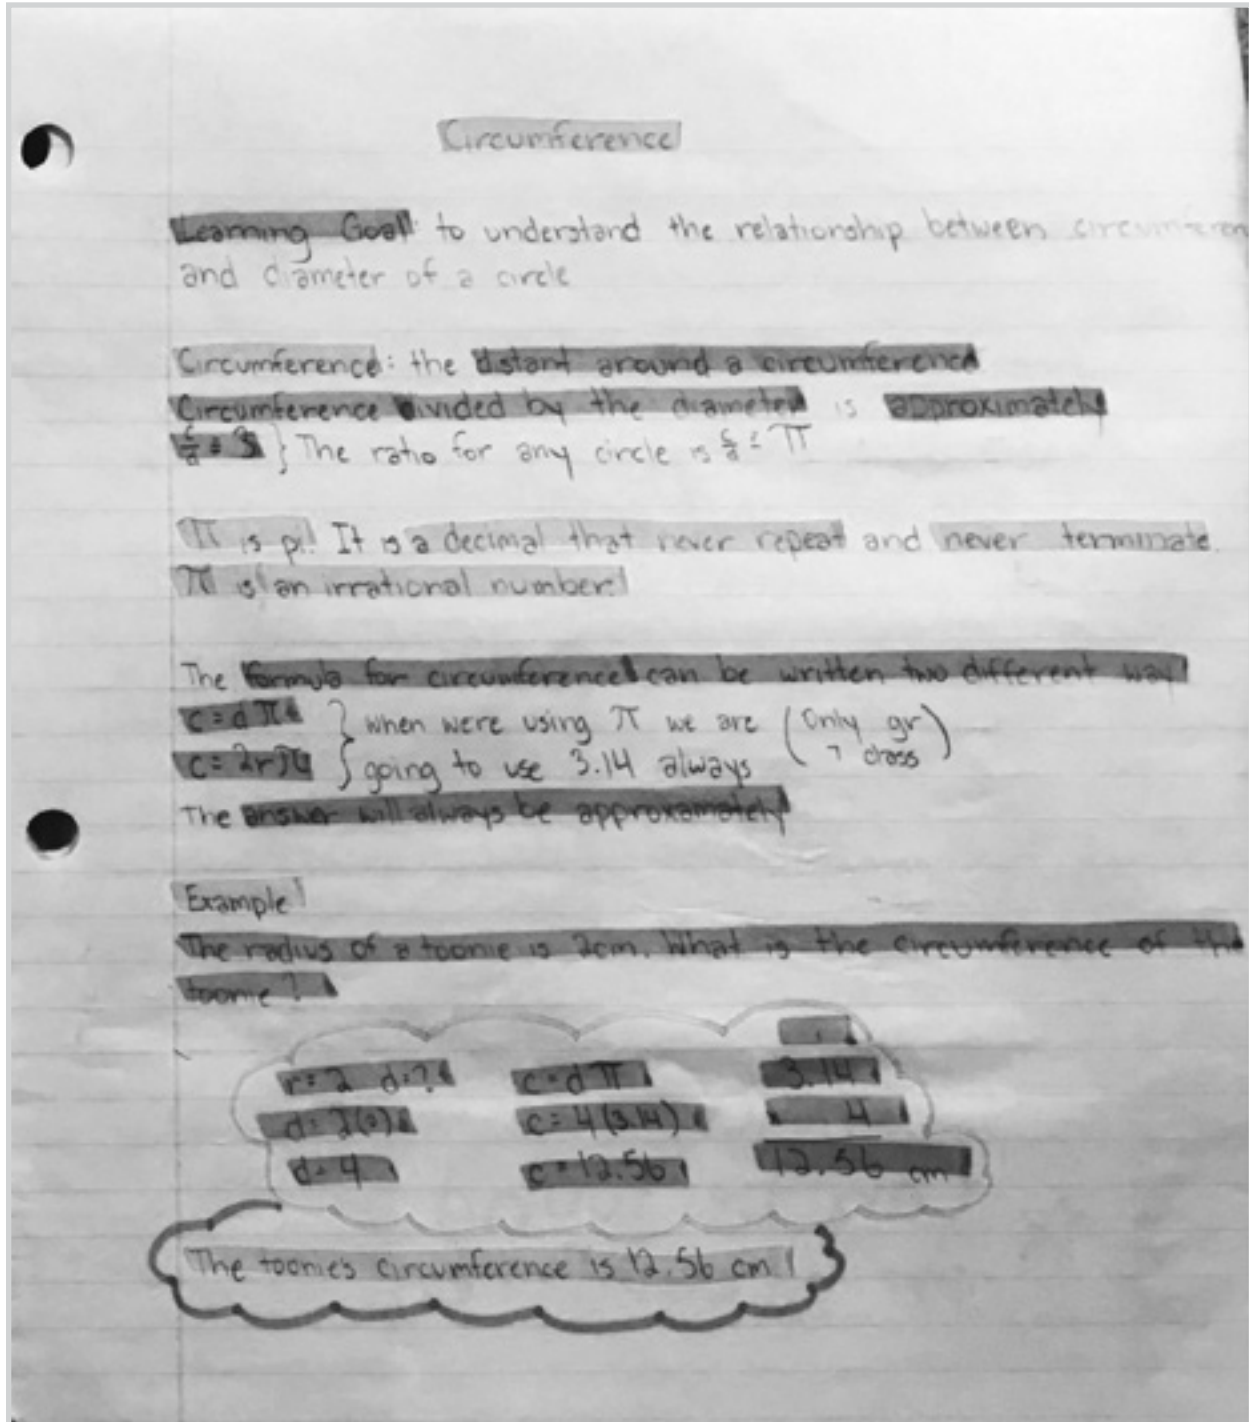 Circumference
Learning Goal: to understand the relationship between circumferen
and diameter of a circle
Circumference: the distant around a circumference
Circumference divided by the diameter is approximately
c/d = 3 } The ratio for any circle is c/d = π
π is pi! It is a decimal that never repeat and never terminate.
π is an irrational number!
The formula for circumference can be written two different way
c = d π } when were using π we are (Only gr
c = 2rπ } going to use 3.14 always 7 class)
The answer will always be approxamately
Example
The radius of a toonie is 2cm. What is the circumference of the
toonie?
1
r = 2 d = ? c = d π 3.14
d = 2(2) c = 4(3.14) 4
d = 4 c = 12.56 12.56 cm
The toonie's circumference is 12.56 cm!